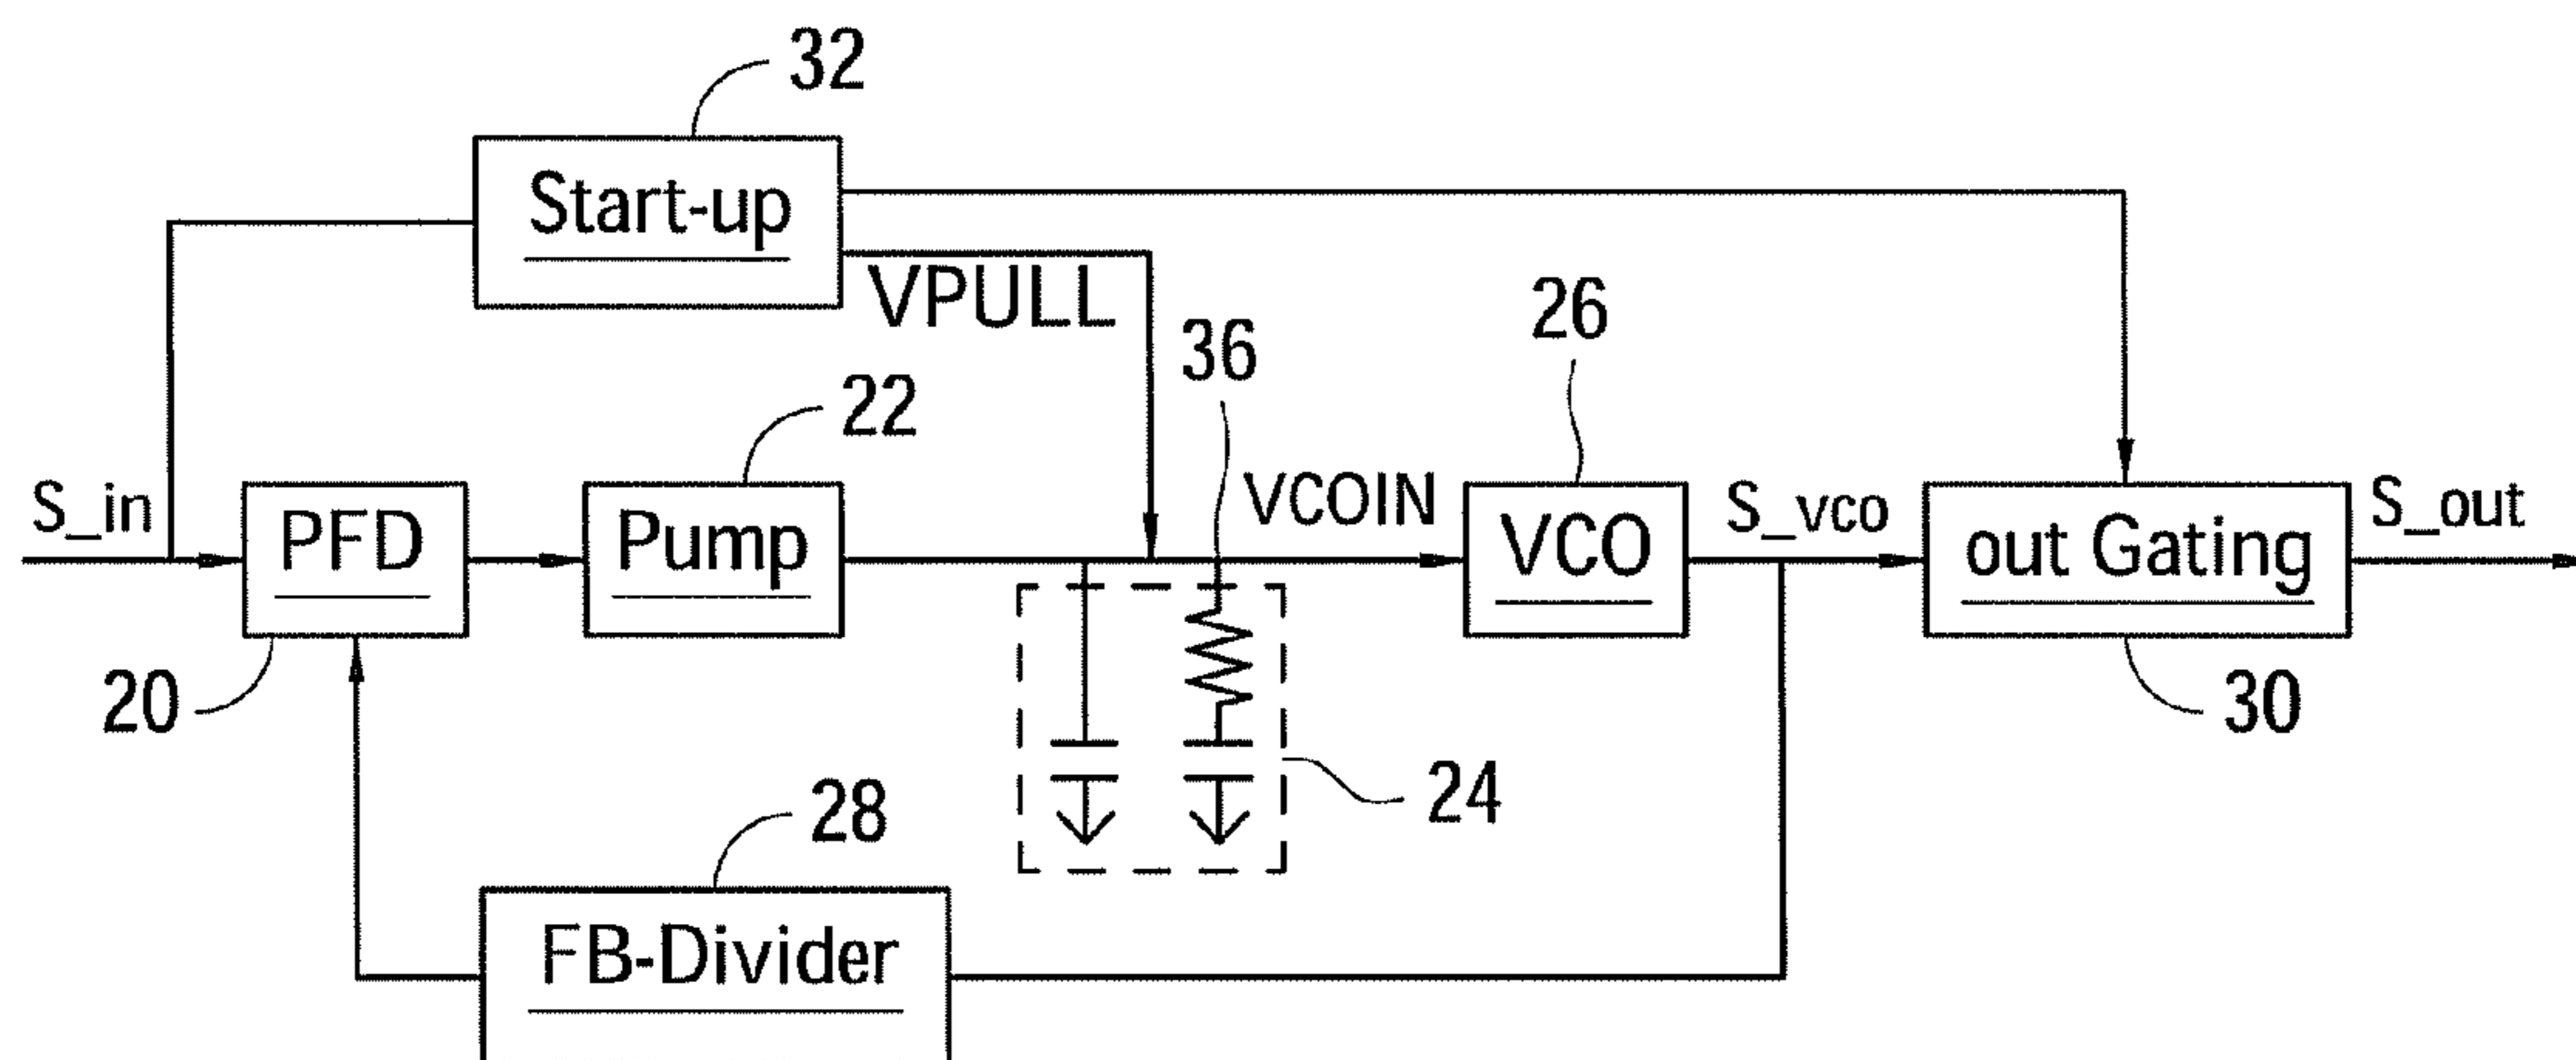 32
Start-up
VPULL
36
26
22
S_in
PFD
Pump
VCOIN
VCO
S_vco
out Gating
S_out
20
30
24
28
FB-Divider